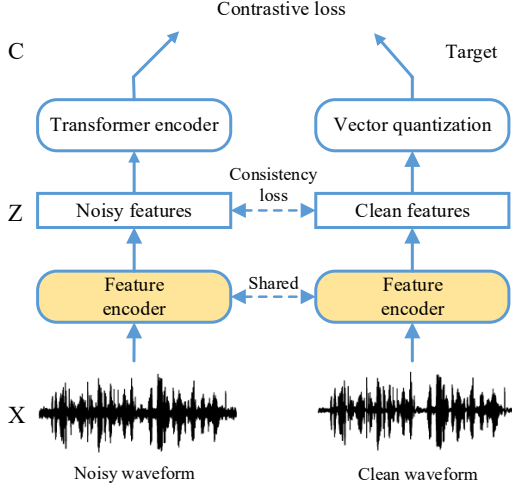 Contrastive loss
C
Target
Transformer encoder
Vector quantization
Consistency
loss
Z
Noisy features
Clean features
Feature
encoder
Shared
Feature
encoder
X
Noisy waveform
Clean waveform